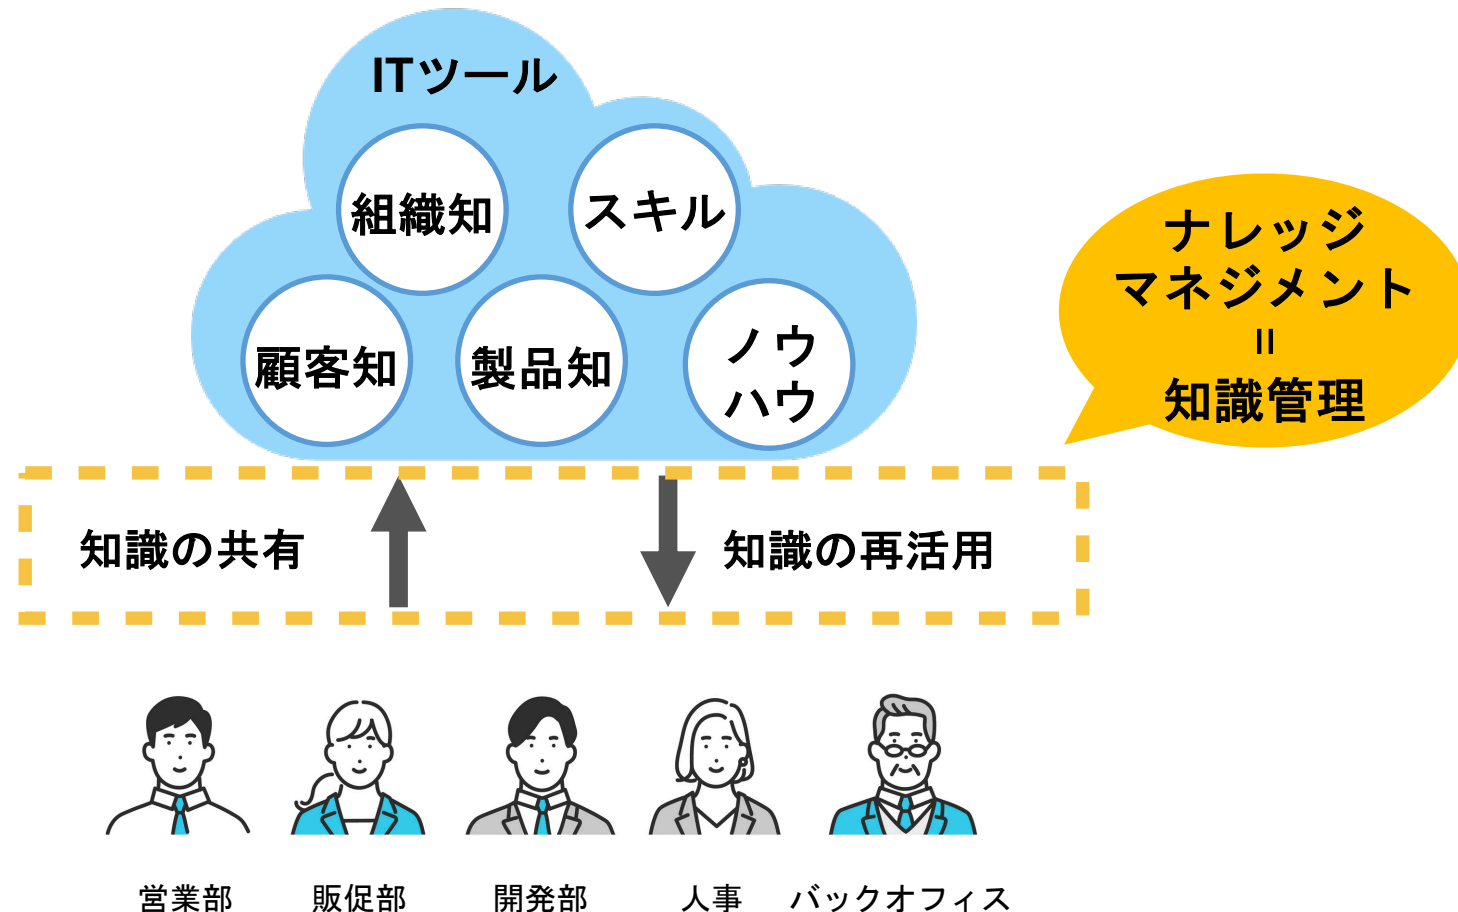 ITツール
組織知
スキル
顧客知
製品知
ノウ
ハウ
ナレッジ
マネジメント
=
知識管理
知識の共有
知識の再活用
営業部
販促部
開発部
人事
バックオフィス